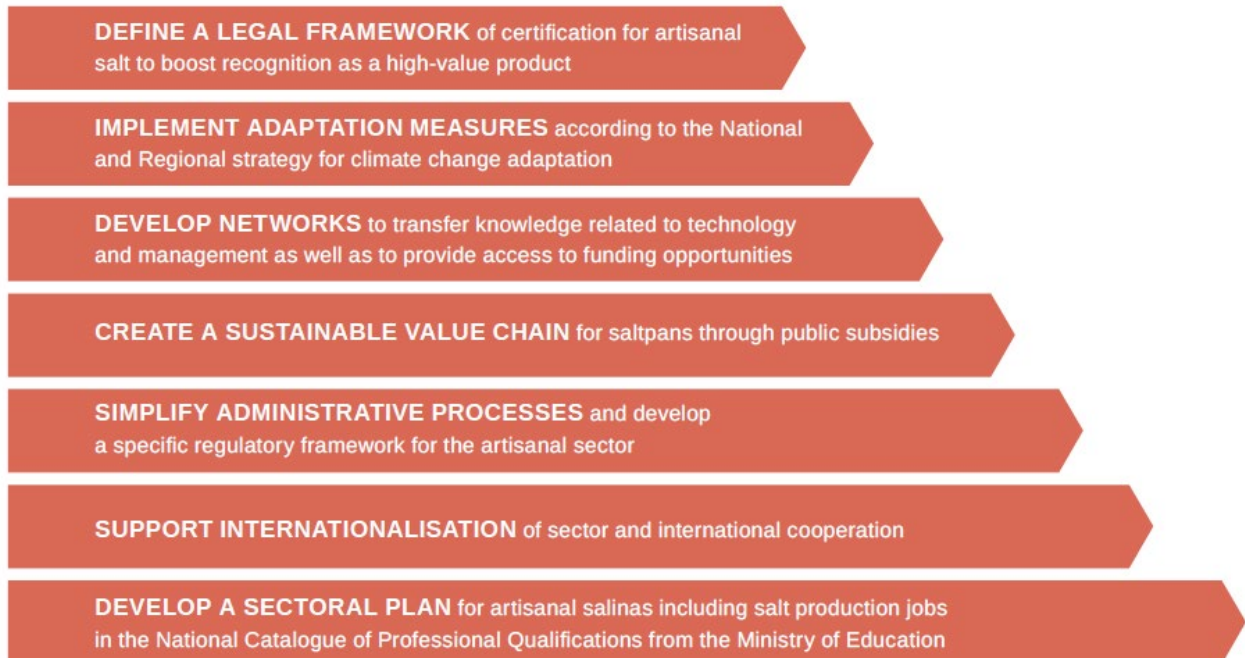 DEFINE A LEGAL FRAMEWORK of certification for artisanal
salt to boost recognition as a high-value product
IMPLEMENT ADAPTATION MEASURES according to the National
and Regional strategy for climate change adaptation
DEVELOP NETWORKS to transfer knowledge related to technology
and management as well as to provide access to funding opportunities
CREATE A SUSTAINABLE VALUE CHAIN for saltpans through public subsidies
SIMPLIFY ADMINISTRATIVE PROCESSES and develop
a specific regulatory framework for the artisanal sector
SUPPORT INTERNATIONALISATION of sector and international cooperation
DEVELOP A SECTORAL PLAN for artisanal salinas including salt production jobs
in the National Catalogue of Professional Qualifications from the Ministry of Education